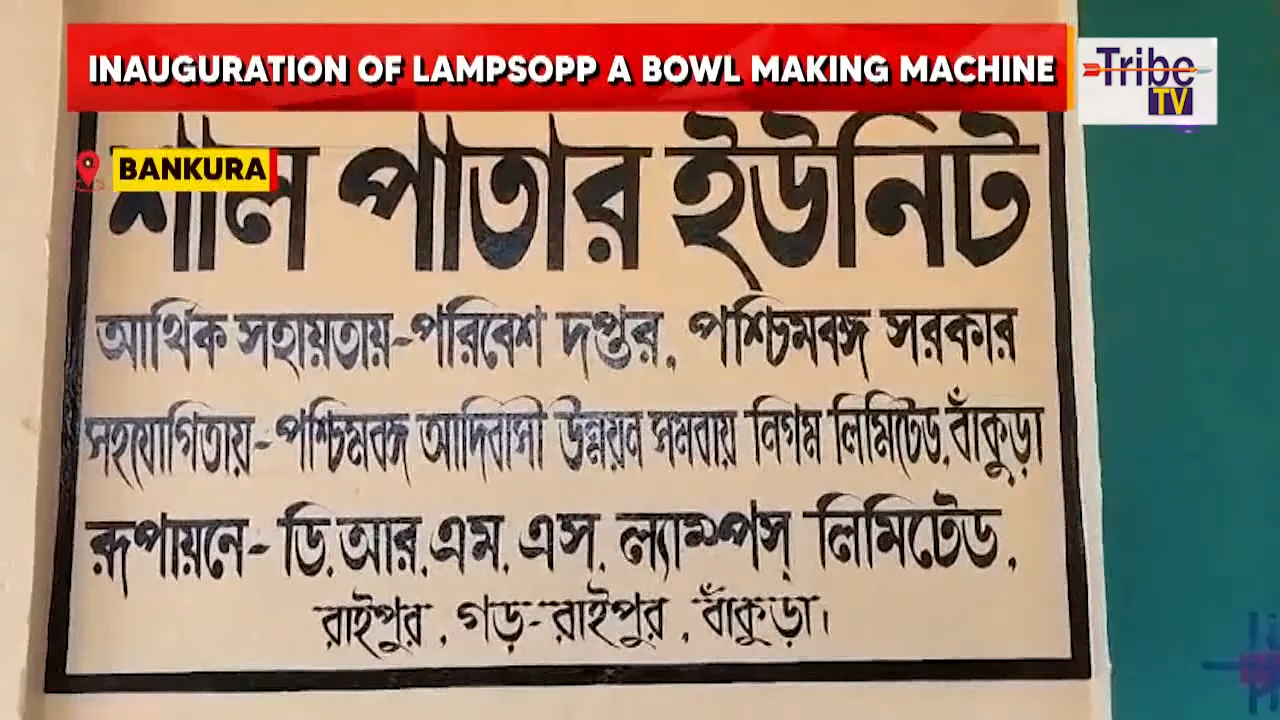 INAUGURATION OF LAMPSOPP A BOWL MAKING MACHINE
Tribe
TV
BANKURA
শাল পাতার ইউনিট
আর্থিক সহায়তায়-পরিবেশ দপ্তর, পশ্চিমবঙ্গ সরকার
সহযোগিতায়-পশ্চিমবঙ্গ আদিবাসী উন্নয়ন সমবায় নিগম লিমিটেড, বাঁকুড়া
রূপায়নে- ডি.আর.এম.এস. ল্যাম্পস্ লিমিটেড,
রাইপুর, গড়-রাইপুর, বাঁকুড়া।